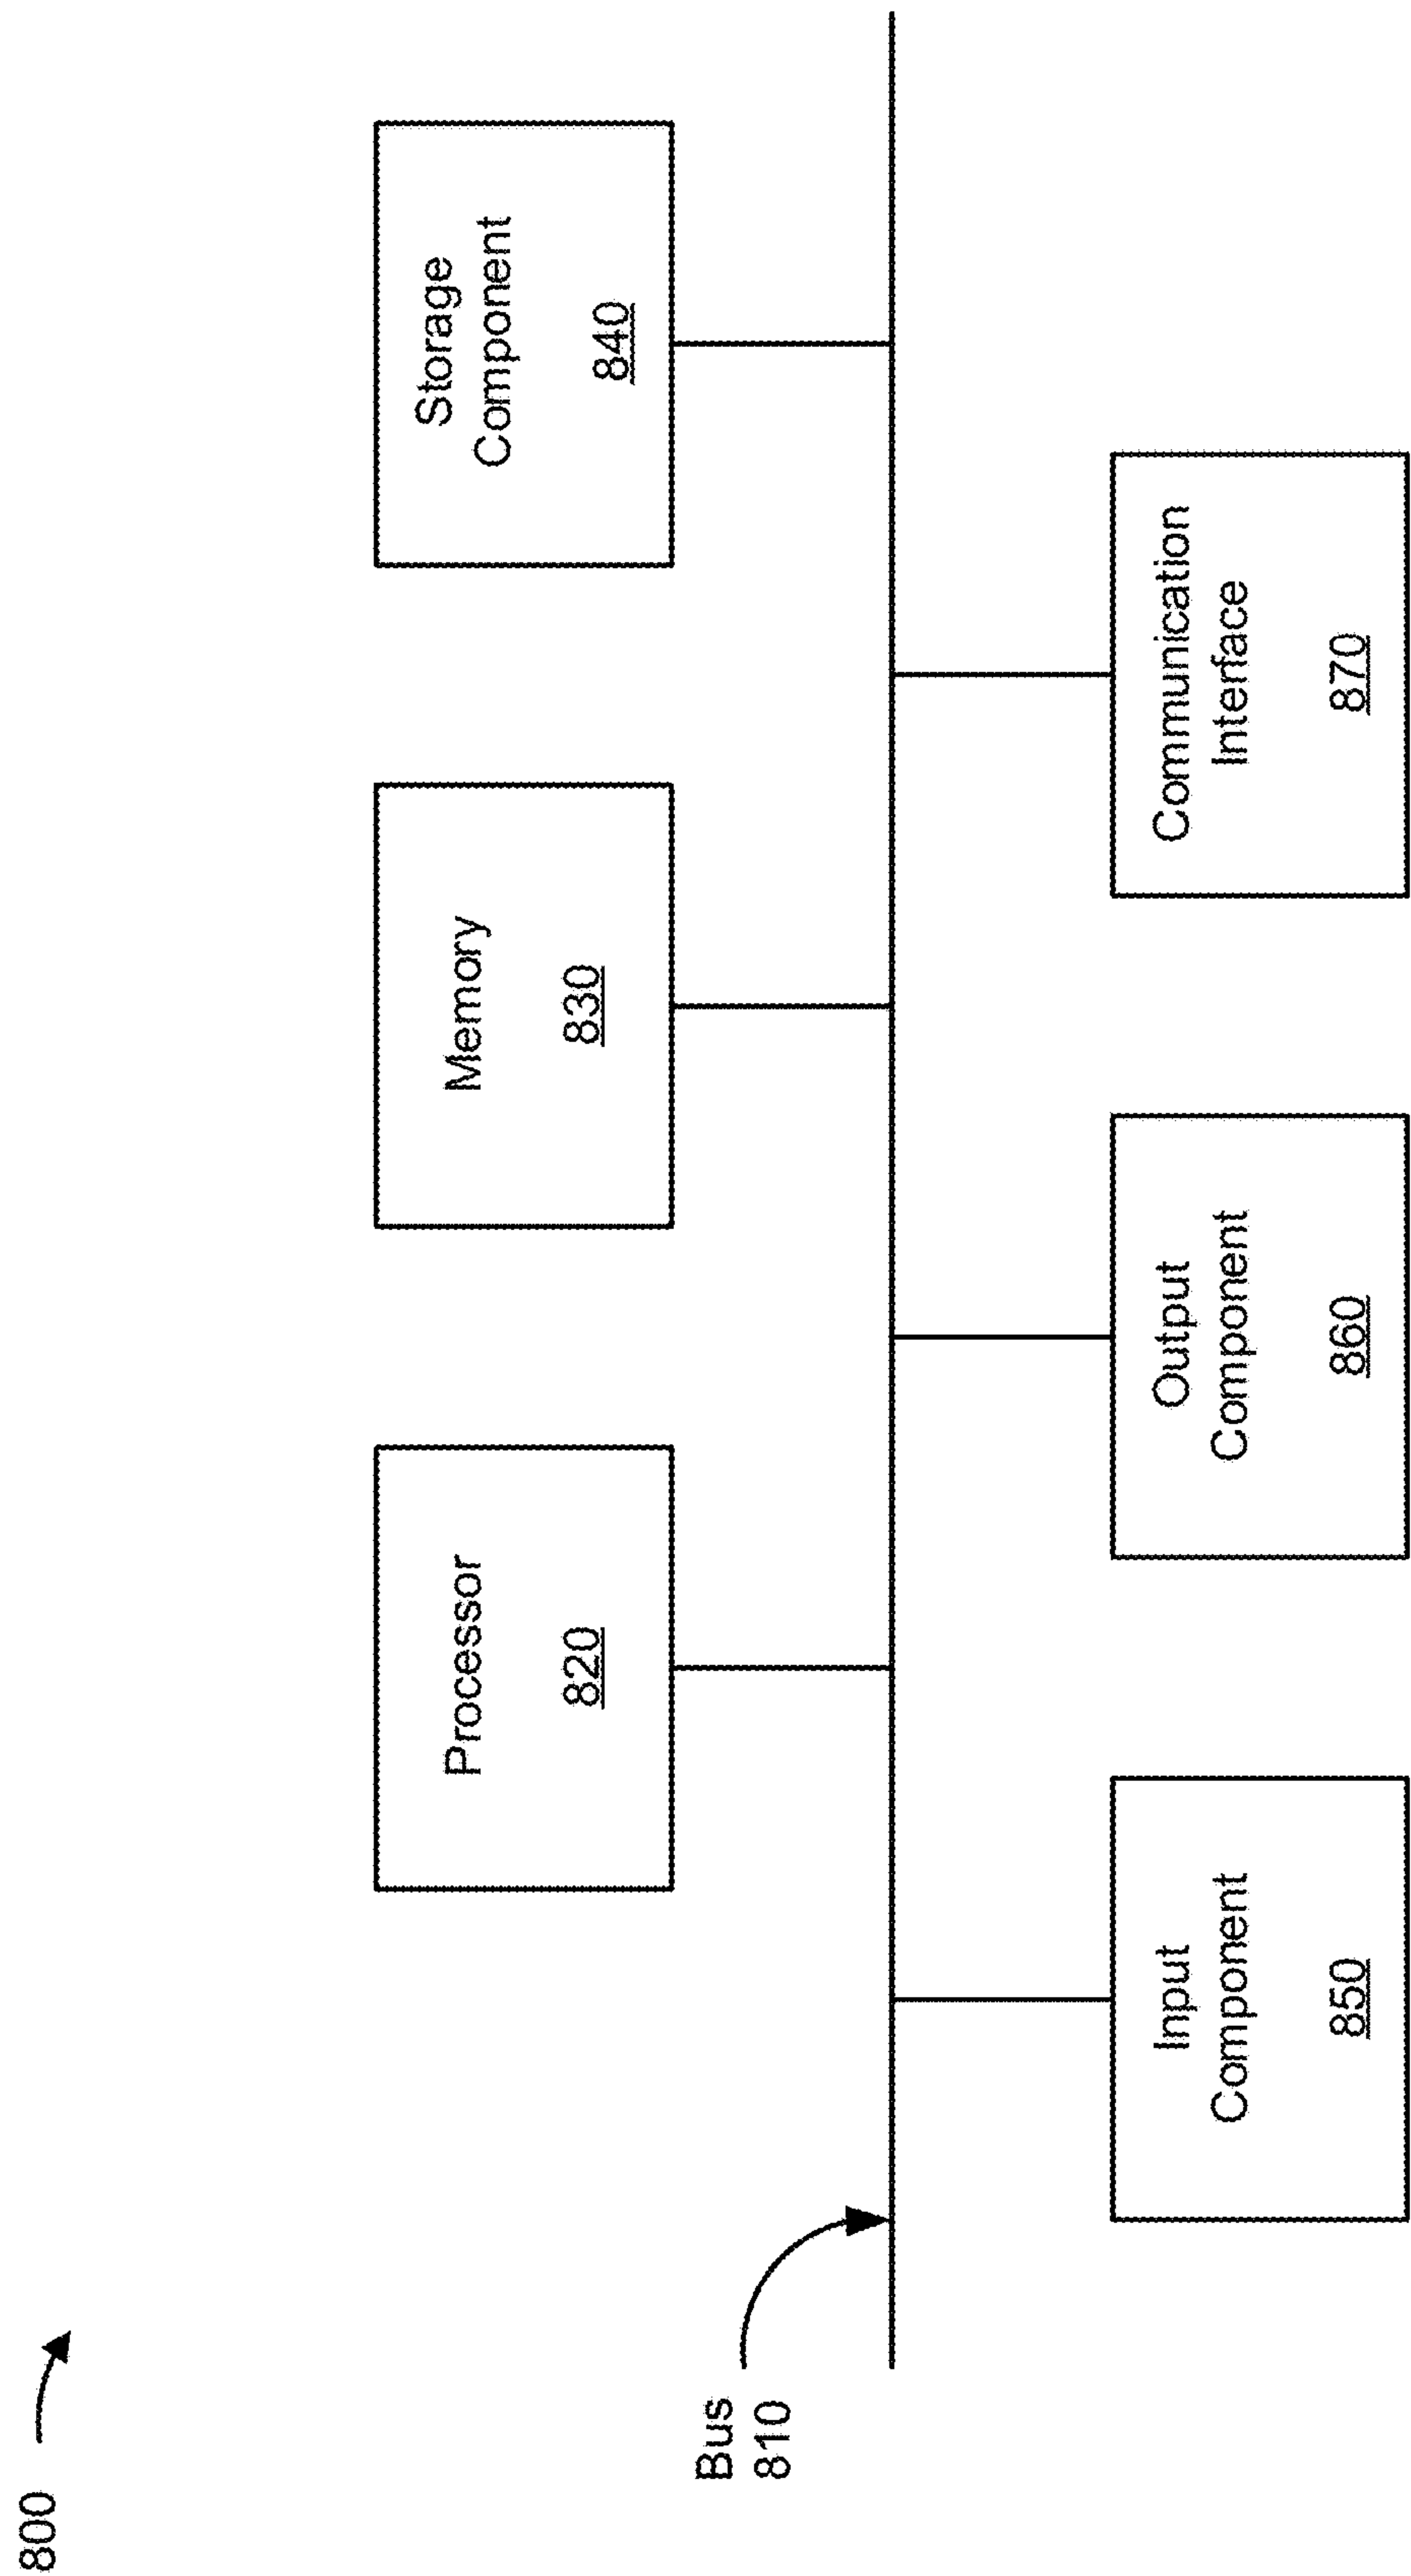 800
Bus
810
Processor
820
Memory
830
Storage
Component
840
Input
Component
850
Output
Component
860
Communication
Interface
870